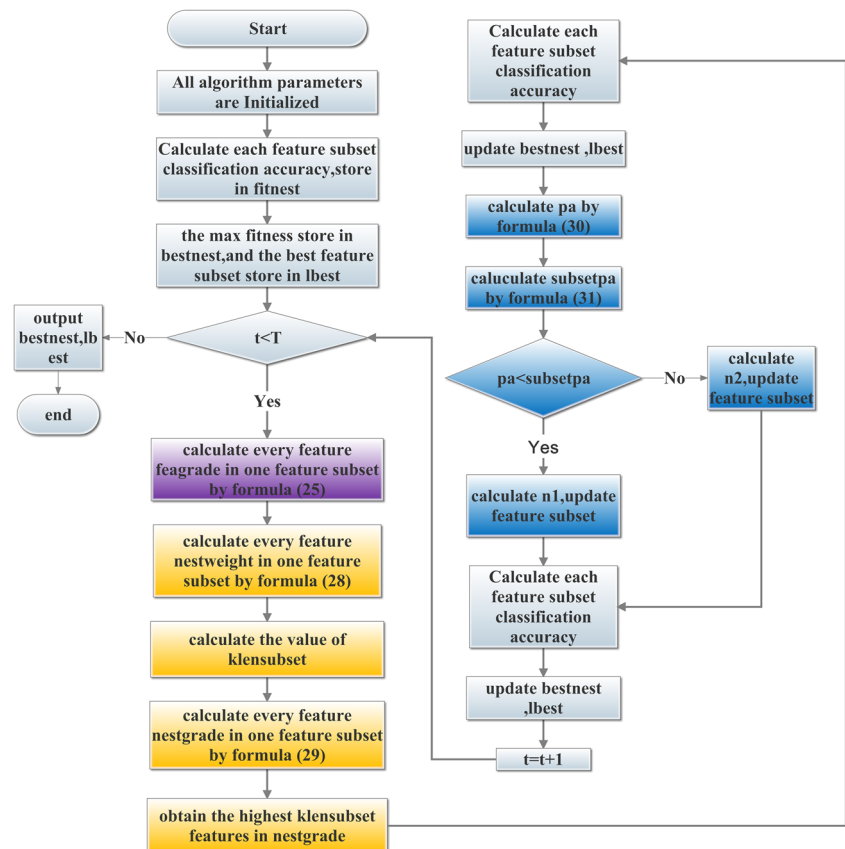 Start
All algorithm parameters
are Initialized
Calculate each feature subset
classification accuracy,store
in fitnest
the max fitness store in
bestnest,and the best feature
subset store in lbest
t<T
No
output
bestnest,lb
est
end
Yes
calculate every feature
feagrade in one feature subset
by formula (25)
calculate every feature
nestweight in one feature
subset by formula (28)
calculate the value of
klensubset
calculate every feature
nestgrade in one feature subset
by formula (29)
obtain the highest klensubset
features in nestgrade
Calculate each
feature subset
classification
accuracy
update bestnest ,lbest
calculate pa by
formula (30)
caluculate subsetpa
by formula (31)
pa<subsetpa
No
calculate
n2,update
feature subset
Yes
calculate n1,update
feature subset
Calculate each
feature subset
classification
accuracy
update bestnest
,lbest
t=t+1